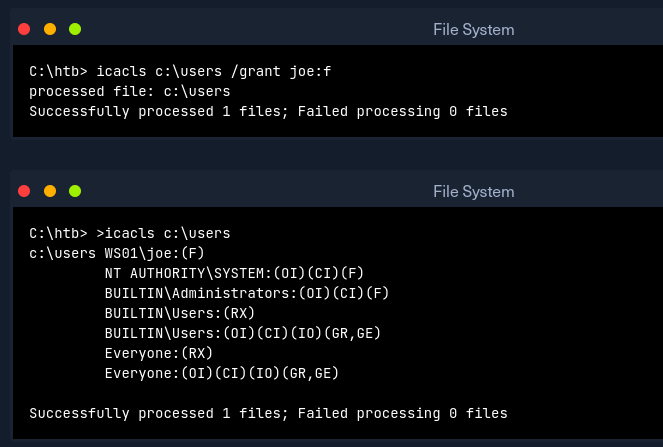 File System
C:\htb> icacls c:\users /grant joe:f
processed file: c:\users
Successfully processed 1 files; Failed processing 0 files
File System
C:\htb> >icacls c:\users
c:\users WS01\joe:(F)
         NT AUTHORITY\SYSTEM:(OI)(CI)(F)
         BUILTIN\Administrators:(OI)(CI)(F)
         BUILTIN\Users:(RX)
         BUILTIN\Users:(OI)(CI)(IO)(GR,GE)
         Everyone:(RX)
         Everyone:(OI)(CI)(IO)(GR,GE)
Successfully processed 1 files; Failed processing 0 files